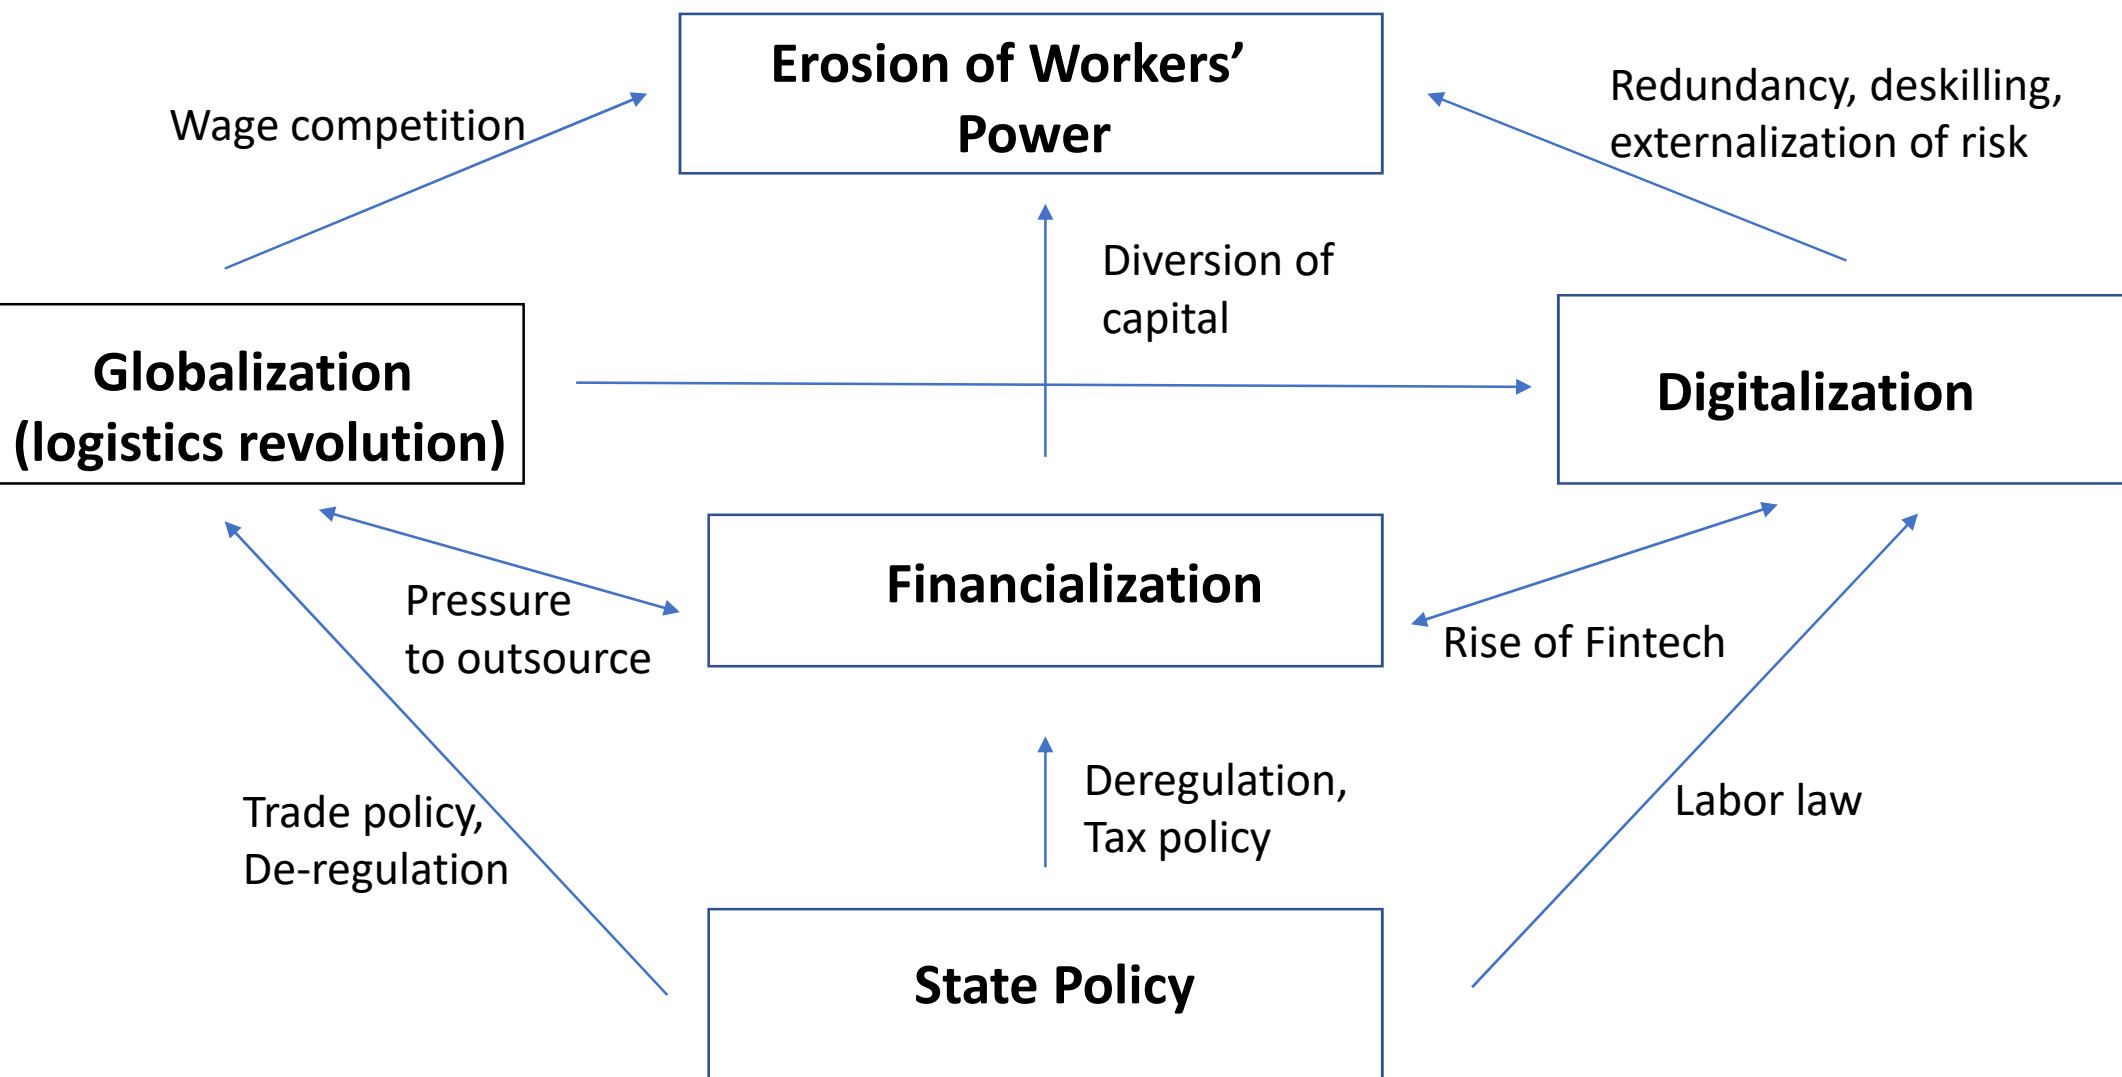 Erosion of Workers’
Power
Wage competition
Redundancy, deskilling,
externalization of risk
Diversion of
capital
Globalization
(logistics revolution)
Digitalization
Financialization
Pressure
to outsource
Rise of Fintech
Trade policy,
De-regulation
Deregulation,
Tax policy
Labor law
State Policy